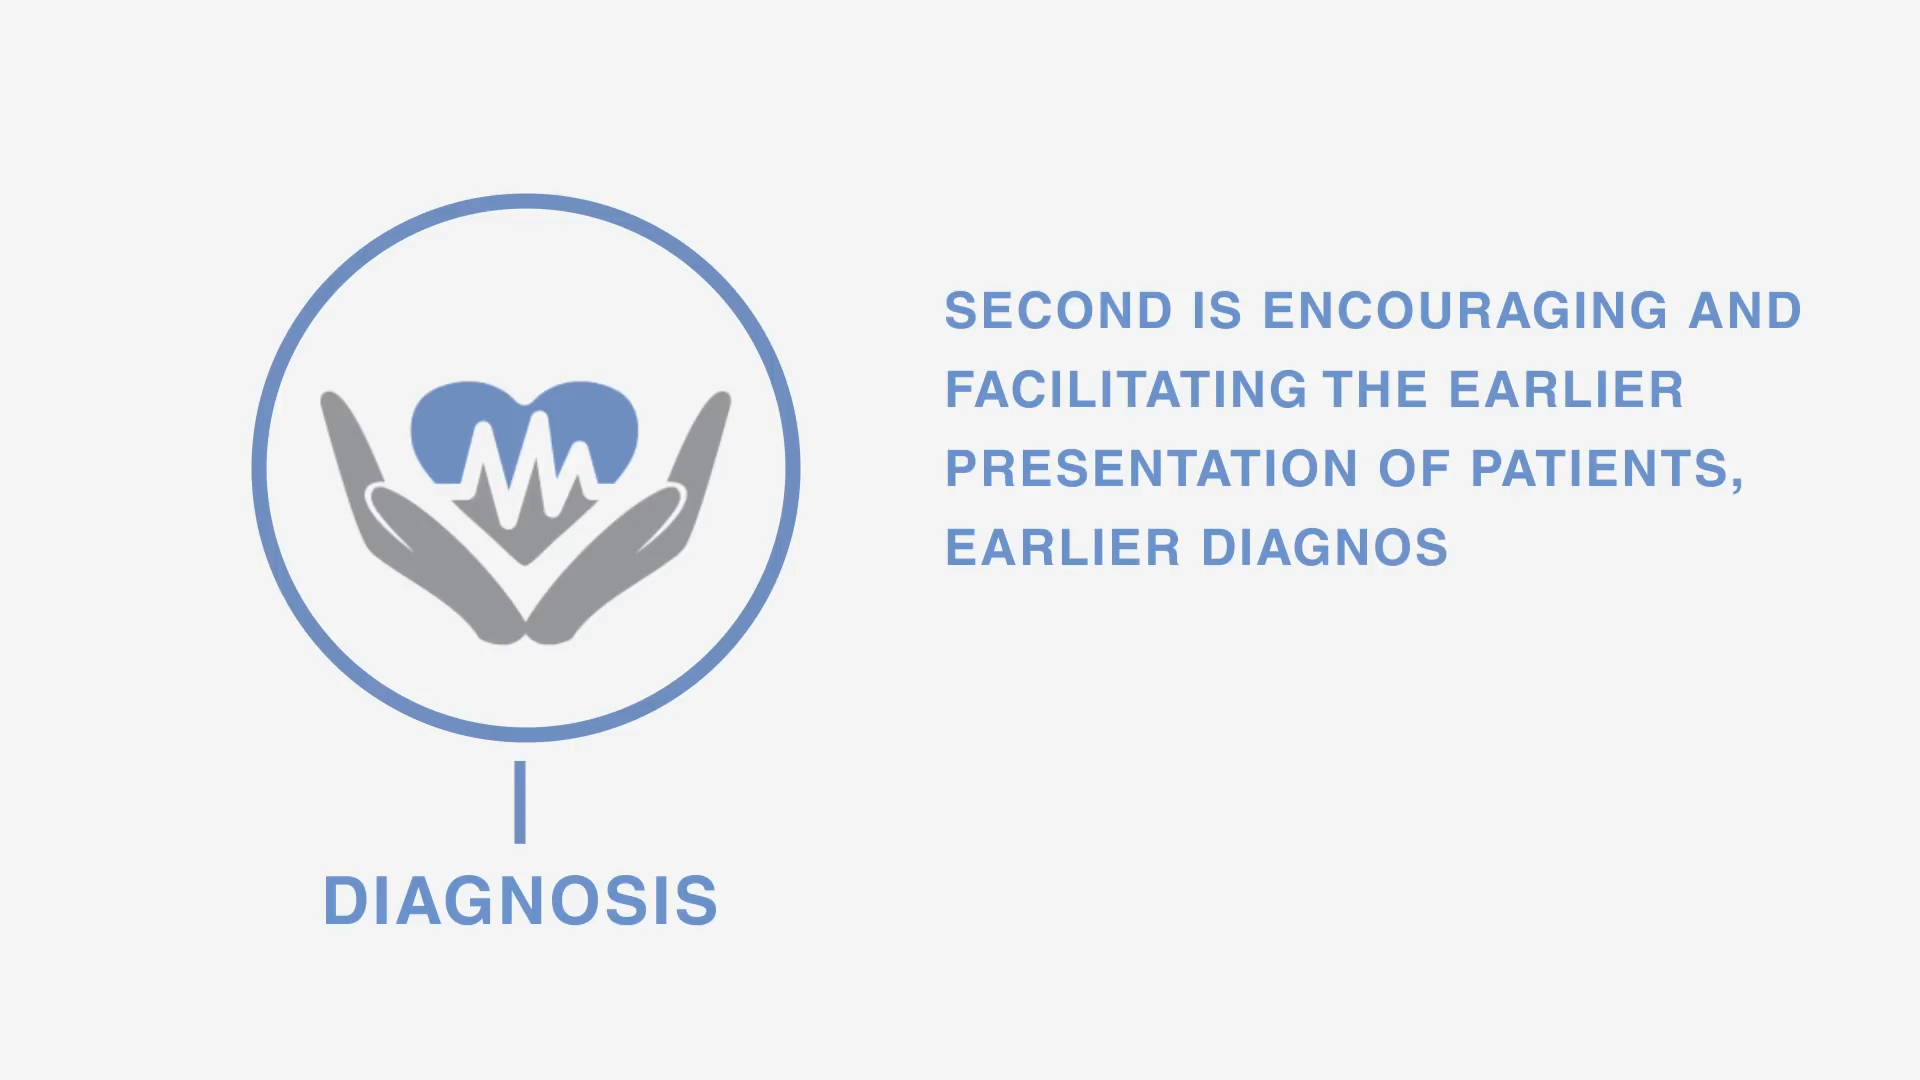 SECOND IS ENCOURAGING AND
FACILITATING THE EARLIER
PRESENTATION OF PATIENTS,
EARLIER DIAGNOS
DIAGNOSIS